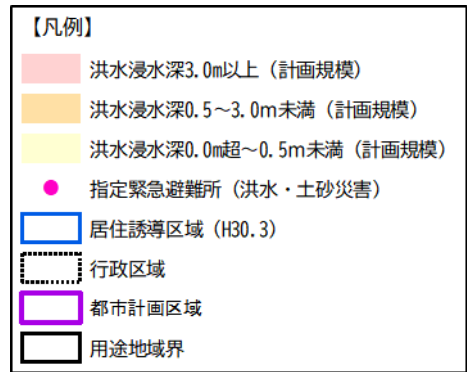 【凡例】
洪水浸水深3.0m以上（計画規模）
洪水浸水深0.5～3.0m未満（計画規模）
洪水浸水深0.0m超～0.5m未満（計画規模）
指定緊急避難所（洪水・土砂災害）
居住誘導区域（H30.3）
行政区域
都市計画区域
用途地域界